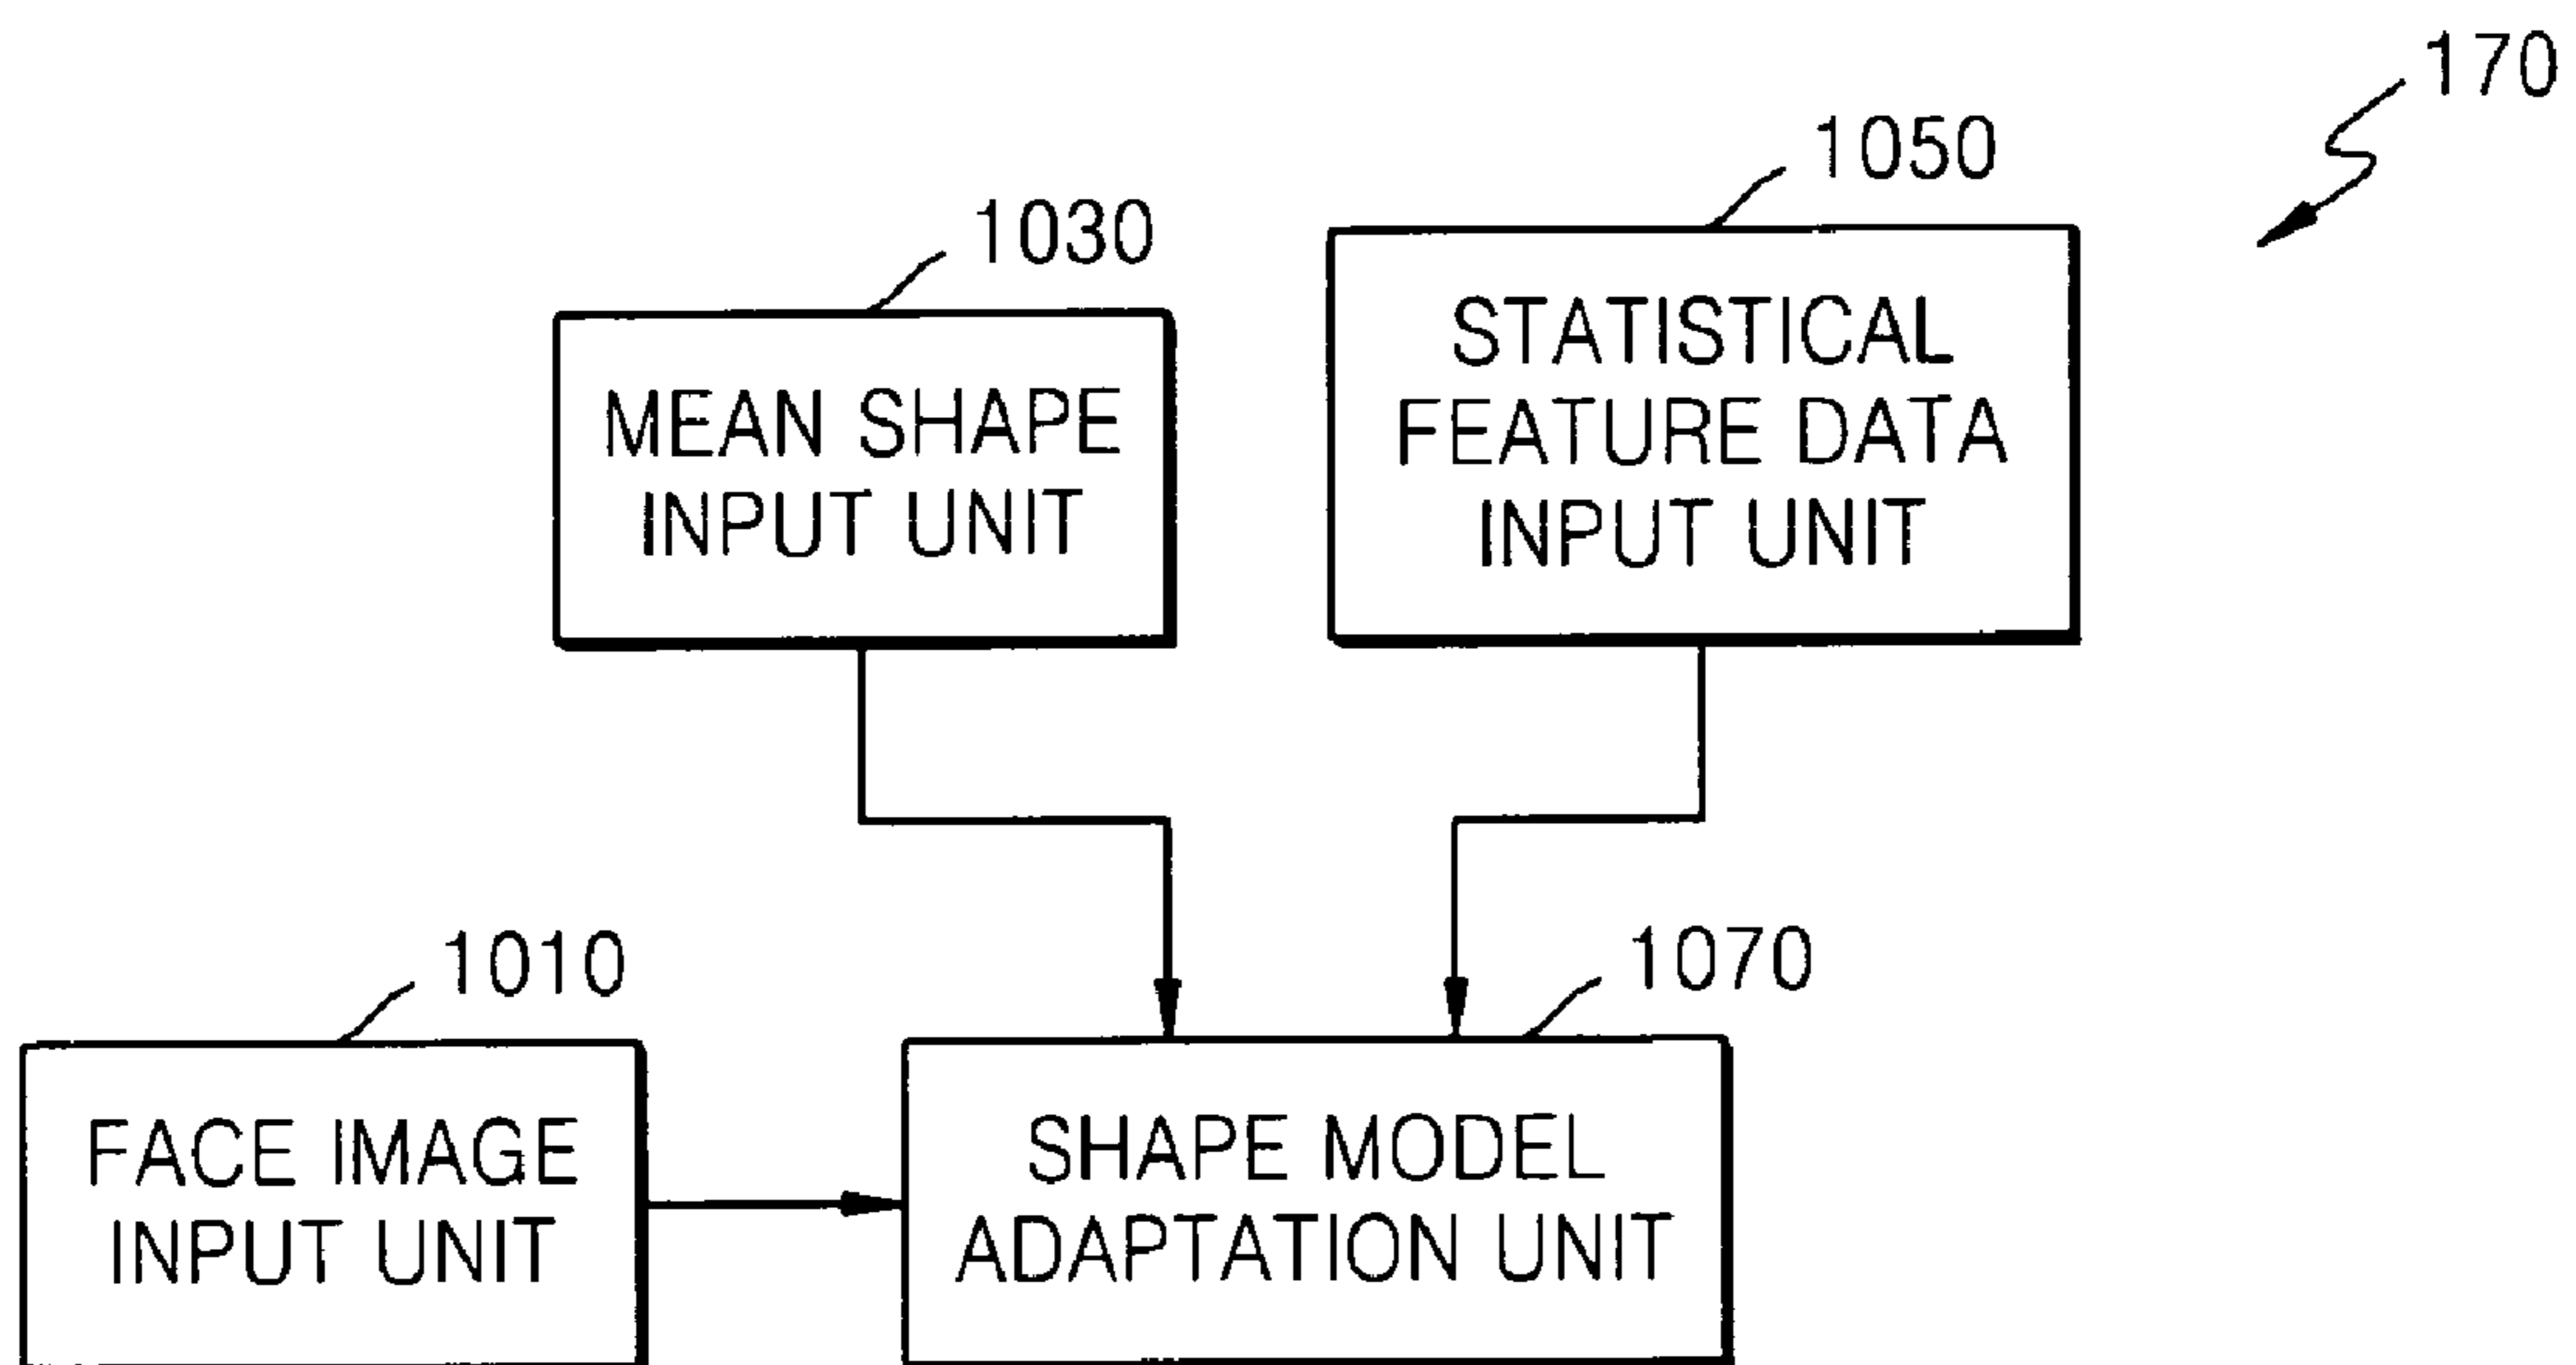 170
1050
1030
STATISTICAL
FEATURE DATA
INPUT UNIT
MEAN SHAPE
INPUT UNIT
1010
1070
FACE IMAGE
INPUT UNIT
SHAPE MODEL
ADAPTATION UNIT